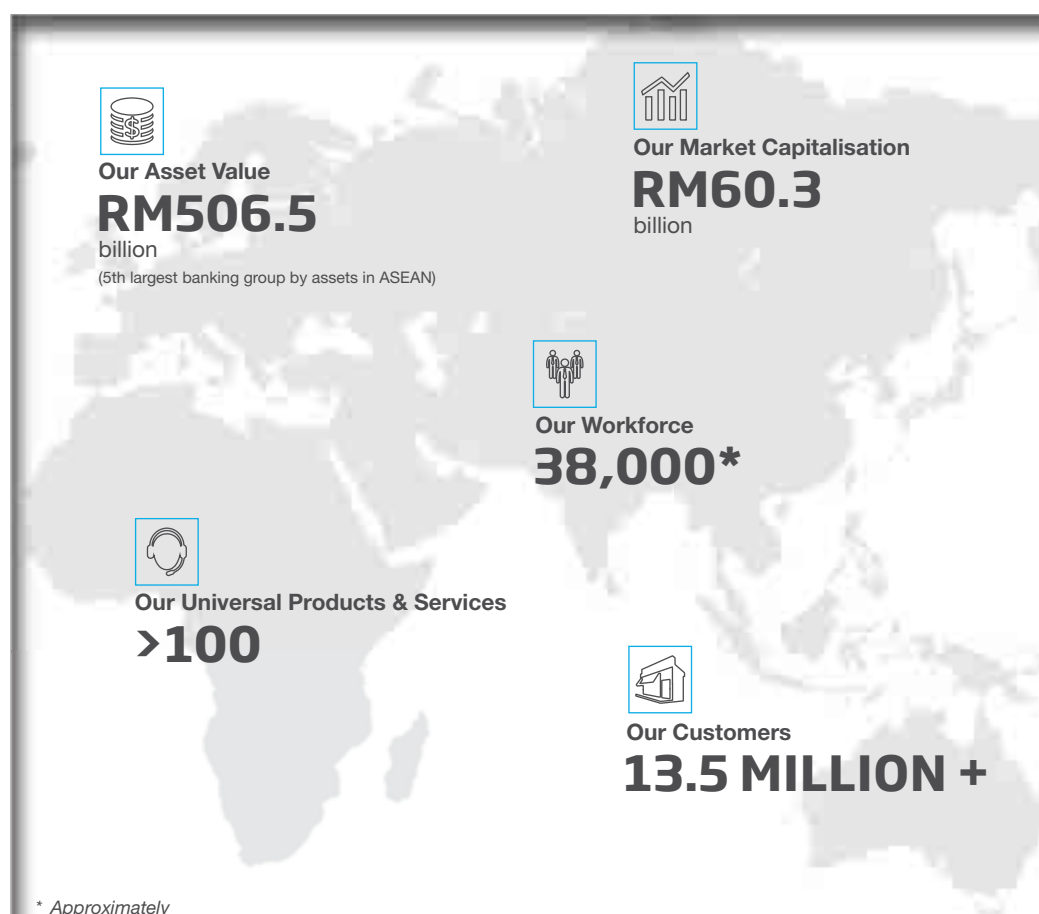 Our Asset Value
RM506.5
billion
(5th largest banking group by assets in ASEAN)
Our Market Capitalisation
RM60.3
billion
Our Workforce
38,000*
Our Universal Products & Services
>100
Our Customers
13.5 MILLION +
* Approximately